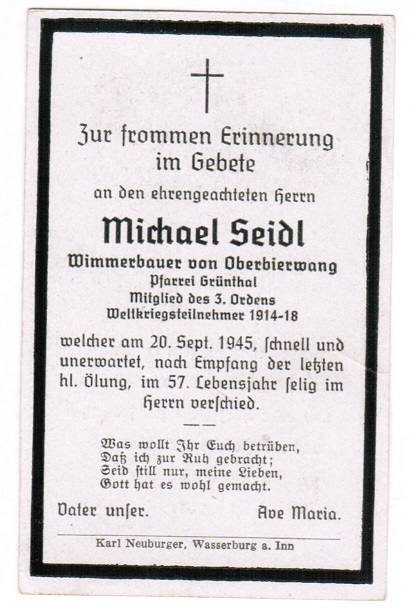 Zur frommen Erinnerung
im Gebete
an den ehrengeachteten Herrn
Michael Seidl
Wimmerbauer von Oberbierwang
Pfarrei Grünthal
Mitglied des 3. Ordens
Weltkriegsteilnehmer 1914-18
welcher am 20. Sept. 1945, schnell und
unerwartet, nach Empfang der letzten
hl. Ölung, im 57. Lebensjahr selig im
Herrn verschied.
Was wollt Ihr Euch betrüben,
Daß ich zur Ruh gebracht;
Seid still nur, meine Lieben,
Gott hat es wohl gemacht.
Vater unser. Ave Maria.
Karl Neuburger, Wasserburg a. Inn